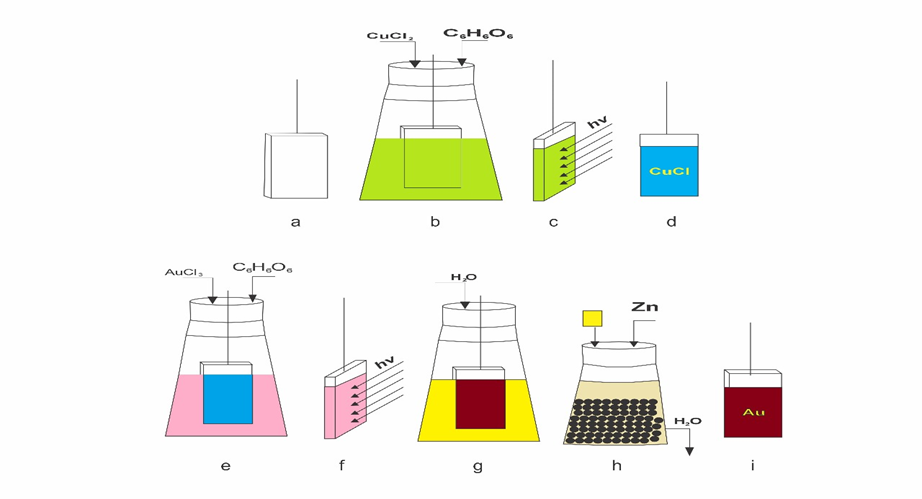 CuCl₂ C₆H₆O₆
hv
CuCl
a b c d
AuCl₃ C₆H₆O₆
H₂O
Zn
hv
H₂O
Au
e f g h i